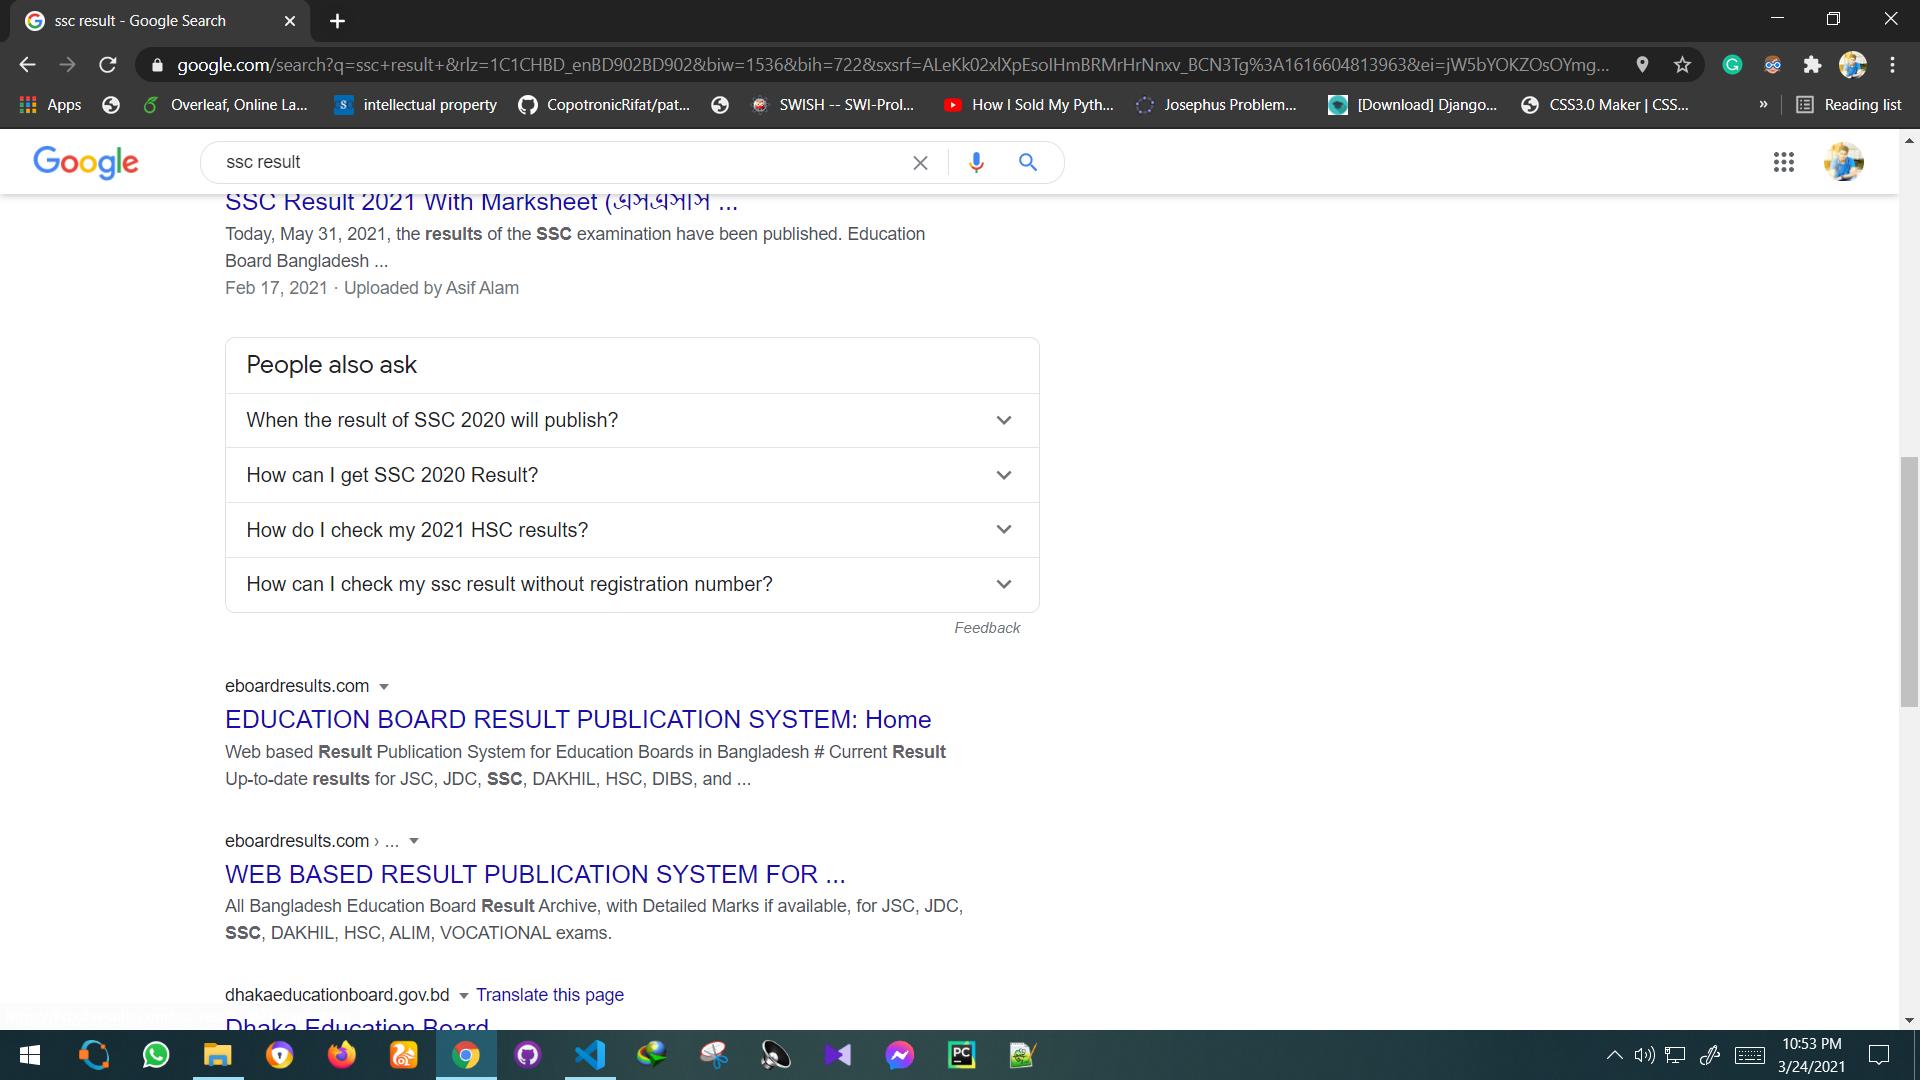 ssc result - Google Search
google.com/search?q=ssc+result+&rlz=1C1CHBD_enBD902BD902&biw=1536&bih=722&sxsrf=ALeKk02xlXpEsoIHmBRMrHrNnxv_BCN3Tg%3A1616604813963&ei=jW5bYOKZOsOYmg...
Apps Overleaf, Online La... intellectual property CopotronicRifat/pat... SWISH -- SWI-Prol... How I Sold My Pyth... Josephus Problem... [Download] Django... CSS3.0 Maker | CSS... » Reading list
Google ssc result
SSC Result 2021 With Marksheet (এসএসসি ...
Today, May 31, 2021, the results of the SSC examination have been published. Education
Board Bangladesh ...
Feb 17, 2021 · Uploaded by Asif Alam
People also ask
When the result of SSC 2020 will publish?
How can I get SSC 2020 Result?
How do I check my 2021 HSC results?
How can I check my ssc result without registration number?
Feedback
eboardresults.com
EDUCATION BOARD RESULT PUBLICATION SYSTEM: Home
Web based Result Publication System for Education Boards in Bangladesh # Current Result
Up-to-date results for JSC, JDC, SSC, DAKHIL, HSC, DIBS, and ...
eboardresults.com › ...
WEB BASED RESULT PUBLICATION SYSTEM FOR ...
All Bangladesh Education Board Result Archive, with Detailed Marks if available, for JSC, JDC,
SSC, DAKHIL, HSC, ALIM, VOCATIONAL exams.
dhakaeducationboard.gov.bd Translate this page
Dhaka Education Board
10:53 PM
3/24/2021